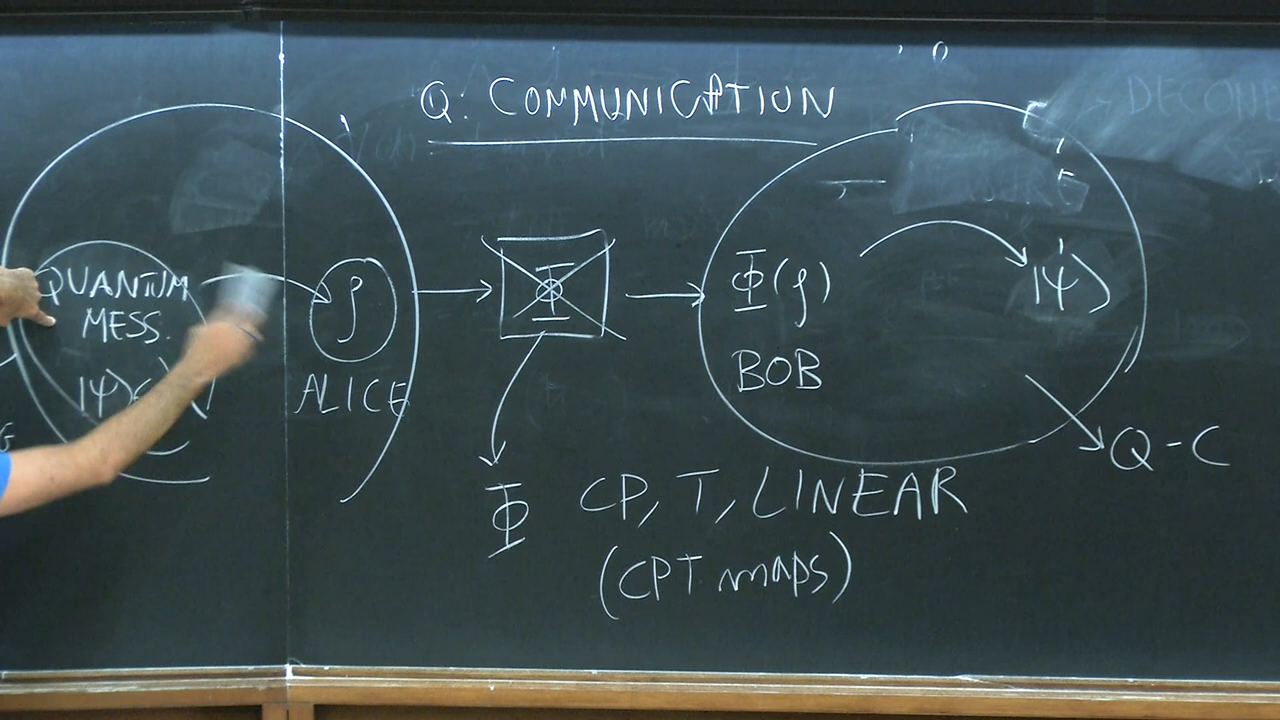 Q. COMMUNICATION
QUANTUM
MESS.
|ψ⟩
ρ
ALICE
Φ
Φ(ρ)
BOB
|ψ⟩
Q-C
Φ CP, T, LINEAR
(CPT maps)